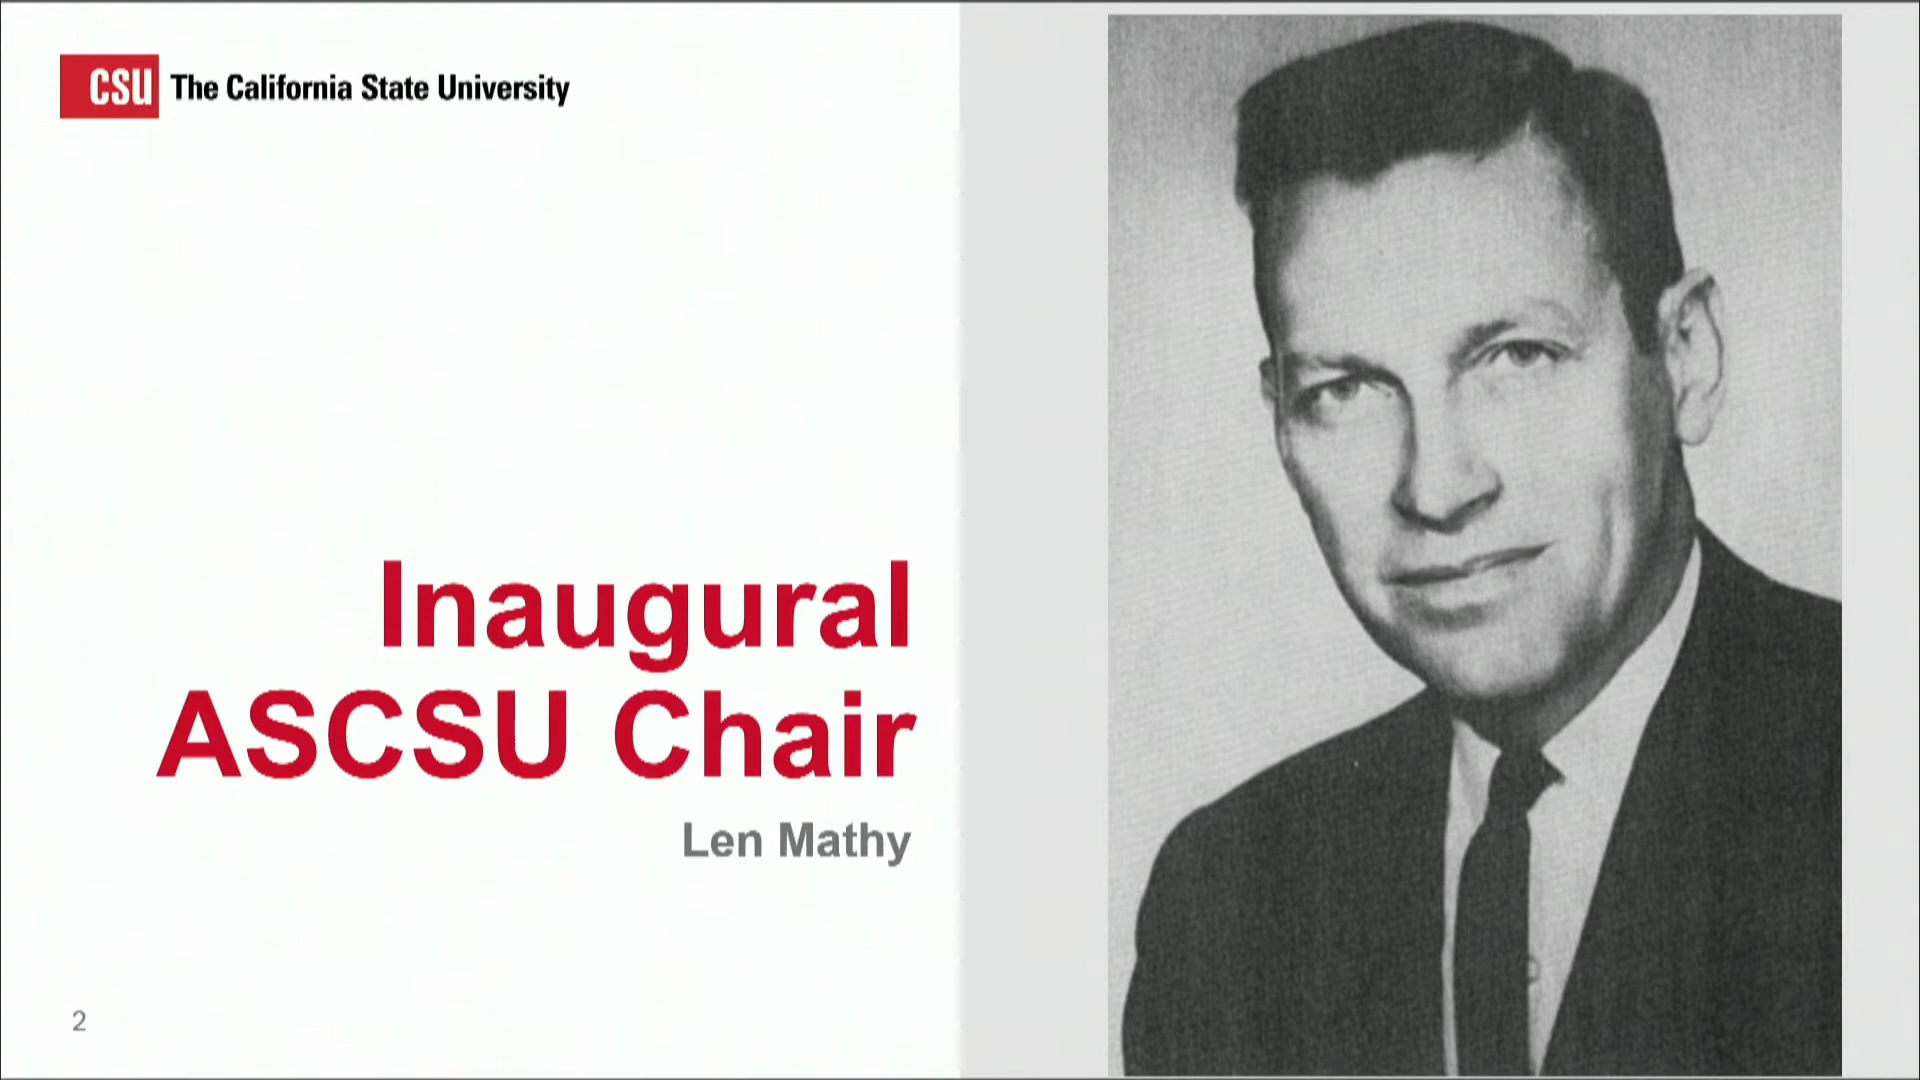 CSU The California State University
Inaugural
ASCSU Chair
Len Mathy
2